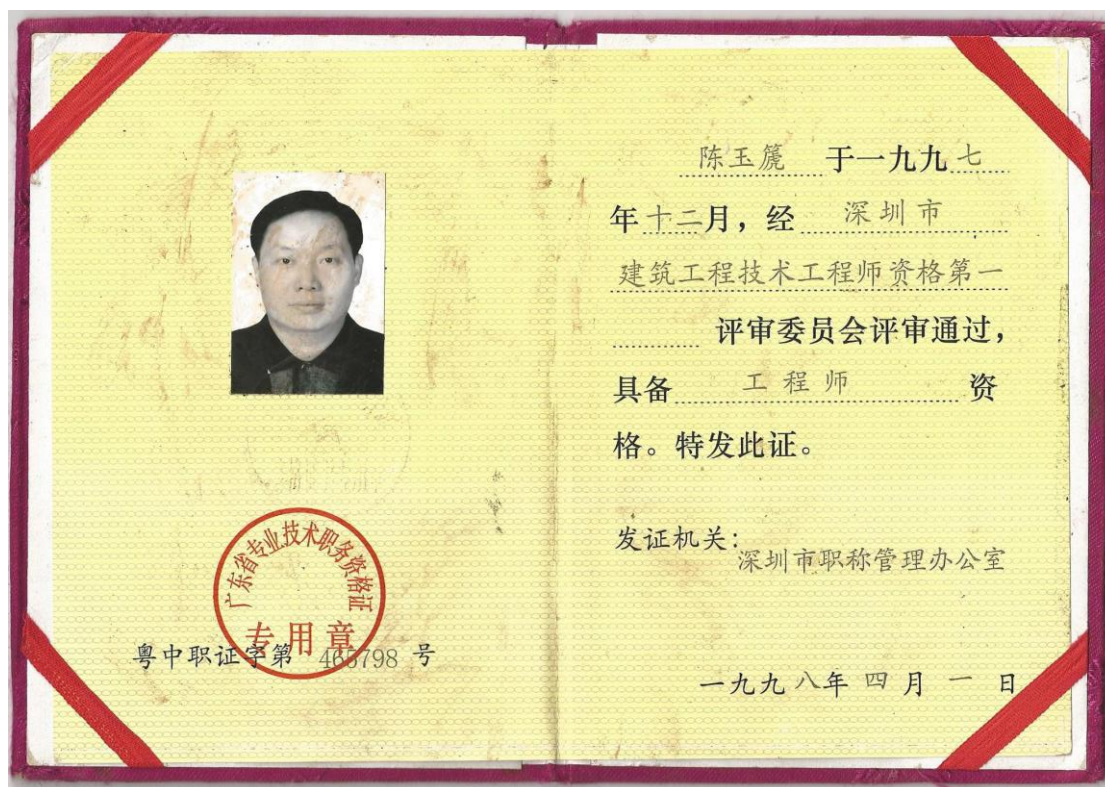 广东省专业技术职务资格证
专用章
粤中职证字第 465798 号
陈玉篪 于一九九七
年十二月，经 深圳市
建筑工程技术工程师资格第一
评审委员会评审通过，
具备 工程师 资
格。特发此证。
发证机关：
深圳市职称管理办公室
一九九八年 四 月 一 日